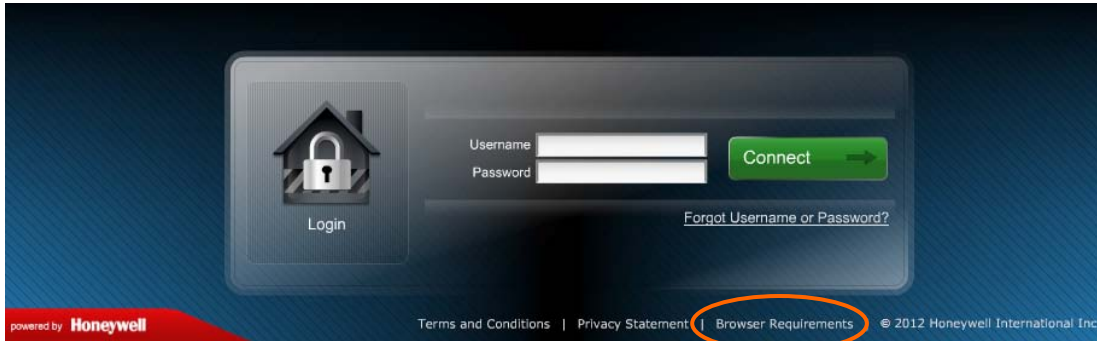 Username
Password
Connect
Forgot Username or Password?
Login
powered by Honeywell
Terms and Conditions | Privacy Statement | Browser Requirements © 2012 Honeywell International Inc